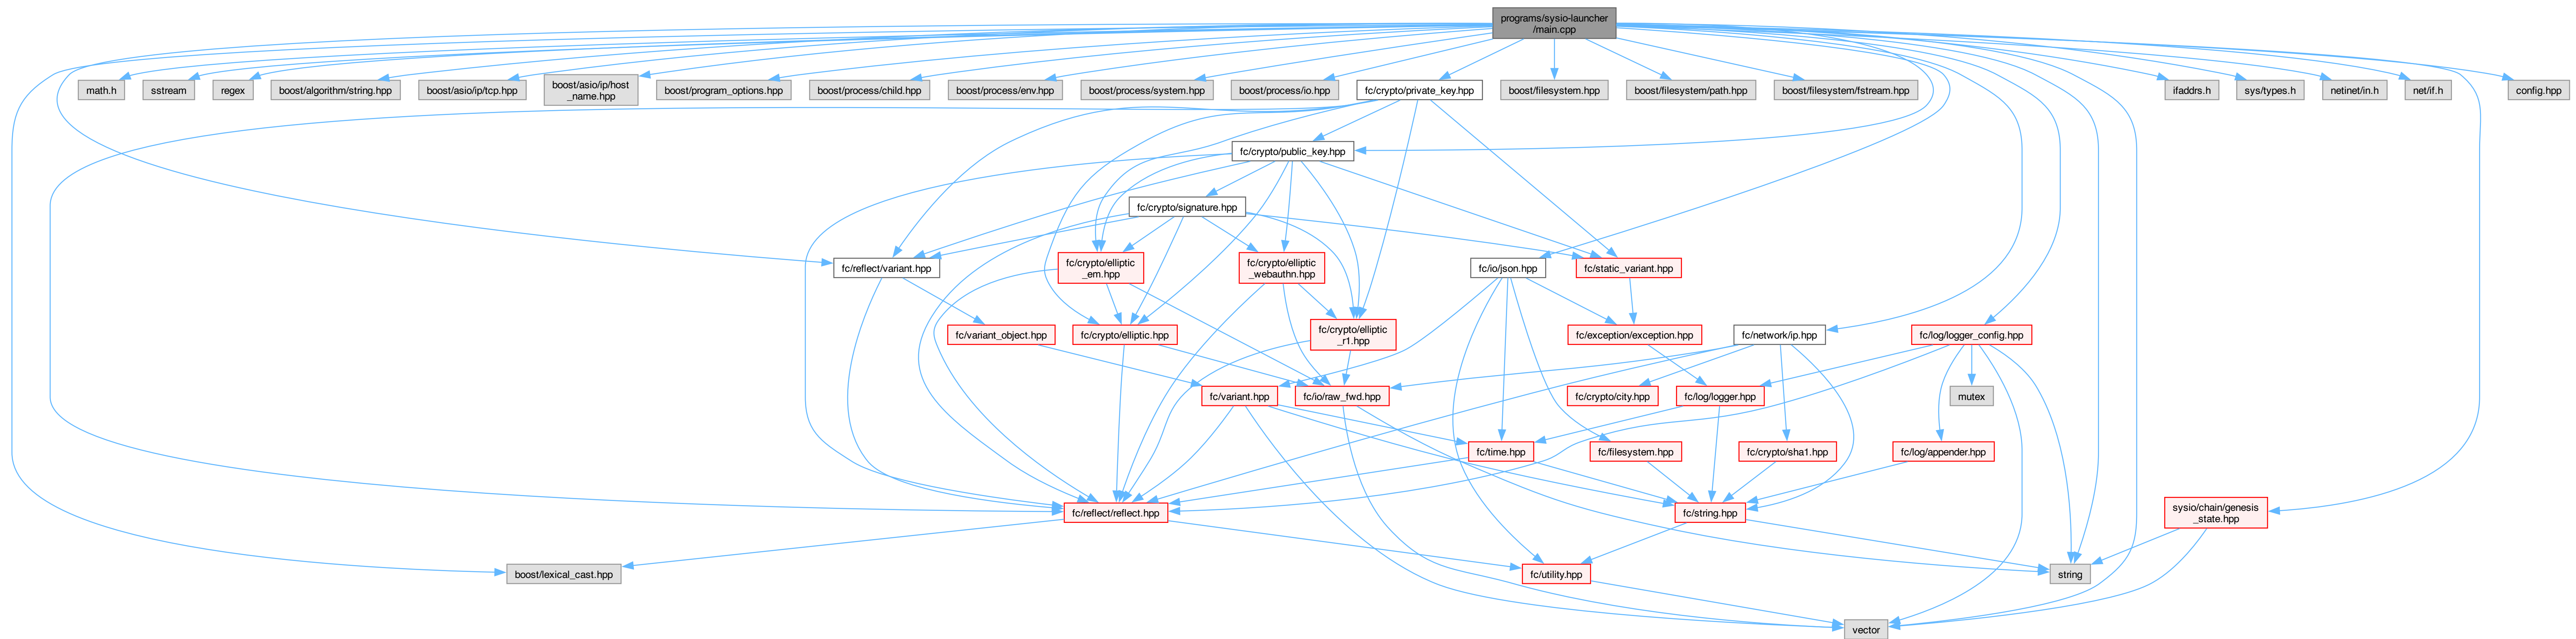 programs/sysio-launcher
/main.cpp
math.h
sstream
regex
boost/algorithm/string.hpp
boost/asio/ip/tcp.hpp
boost/asio/ip/host
_name.hpp
boost/program_options.hpp
boost/process/child.hpp
boost/process/env.hpp
boost/process/system.hpp
boost/process/io.hpp
fc/crypto/private_key.hpp
boost/filesystem.hpp
boost/filesystem/path.hpp
boost/filesystem/fstream.hpp
ifaddrs.h
sys/types.h
netinet/in.h
net/if.h
config.hpp
fc/crypto/public_key.hpp
fc/crypto/signature.hpp
fc/reflect/variant.hpp
fc/crypto/elliptic
_em.hpp
fc/crypto/elliptic
_webauthn.hpp
fc/io/json.hpp
fc/static_variant.hpp
fc/variant_object.hpp
fc/crypto/elliptic.hpp
fc/crypto/elliptic
_r1.hpp
fc/exception/exception.hpp
fc/network/ip.hpp
fc/log/logger_config.hpp
fc/variant.hpp
fc/io/raw_fwd.hpp
fc/crypto/city.hpp
fc/log/logger.hpp
mutex
fc/time.hpp
fc/filesystem.hpp
fc/crypto/sha1.hpp
fc/log/appender.hpp
fc/reflect/reflect.hpp
fc/string.hpp
sysio/chain/genesis
_state.hpp
boost/lexical_cast.hpp
fc/utility.hpp
string
vector